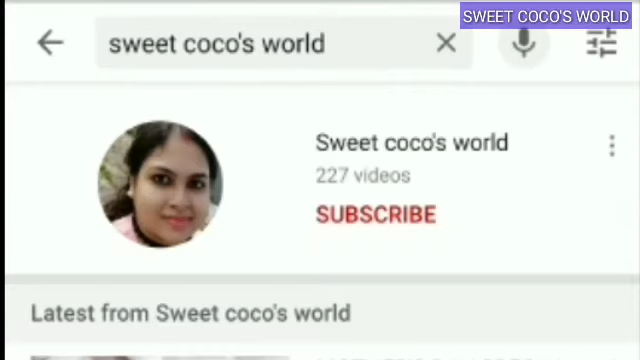 SWEET COCO'S WORLD
sweet coco's world
Sweet coco's world
227 videos
SUBSCRIBE
Latest from Sweet coco's world